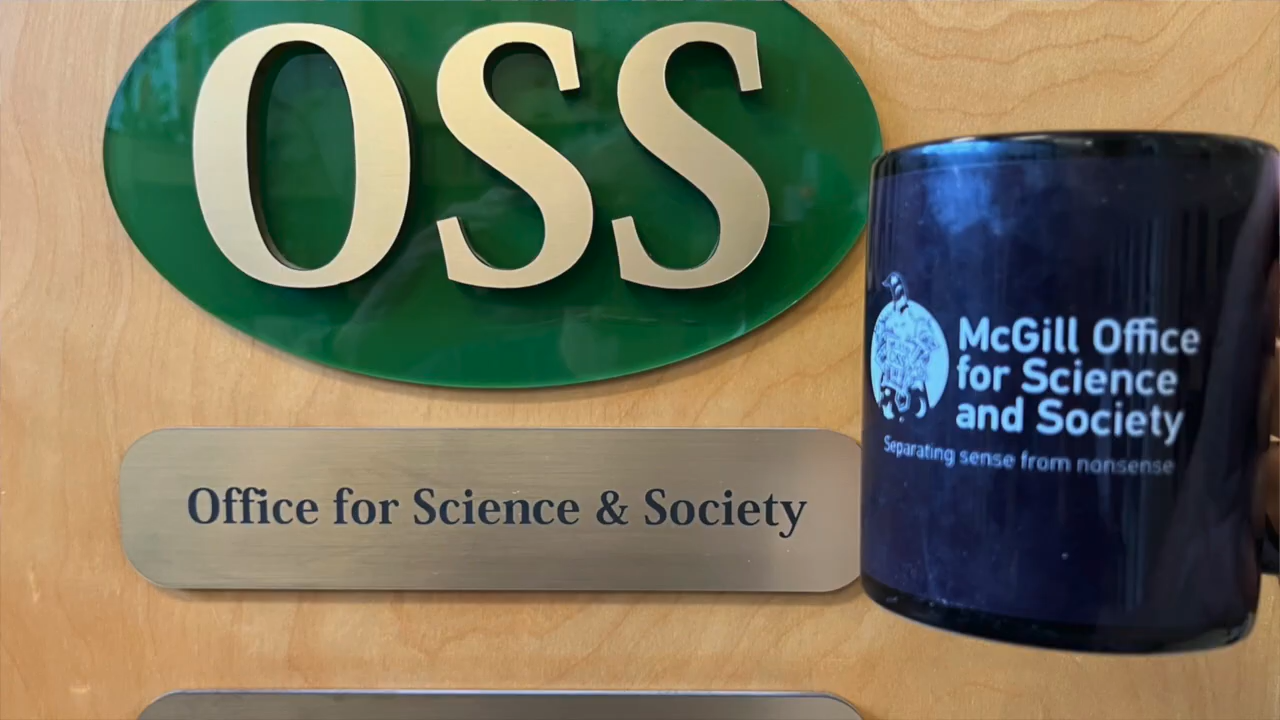 OSS
Office for Science & Society
McGill Office
for Science
and Society
Separating sense from nonsense